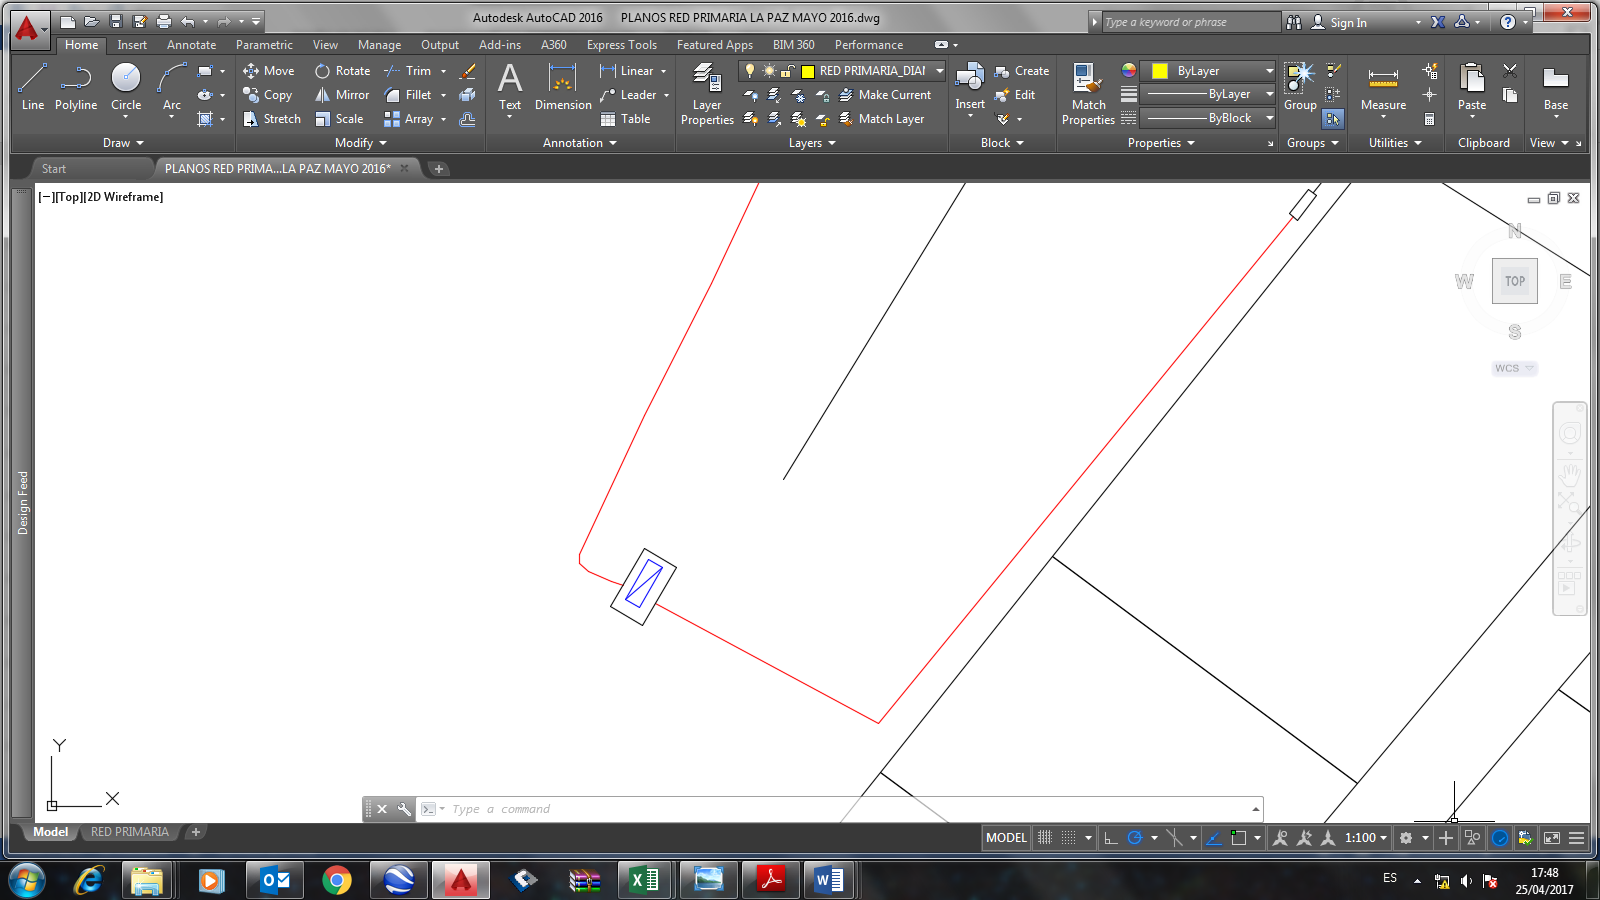 Autodesk AutoCAD 2016 PLANOS RED PRIMARIA LA PAZ MAYO 2016.dwg
Type a keyword or phrase
Sign In
Home Insert Annotate Parametric View Manage Output Add-ins A360 Express Tools Featured Apps BIM 360 Performance
Line Polyline Circle Arc
Move Rotate Trim
Copy Mirror Fillet
Stretch Scale Array
Text Dimension
Linear
Leader
Table
Layer Properties
RED PRIMARIA_DIAM
Make Current
Match Layer
Insert
Create
Edit
Match Properties
ByLayer
ByLayer
ByBlock
Group
Measure
Paste
Base
Draw Modify Annotation Layers Block Properties Groups Utilities Clipboard View
Start PLANOS RED PRIMA...LA PAZ MAYO 2016*
[−][Top][2D Wireframe]
N
W TOP E
S
WCS
Design Feed
Y
X
Type a command
Model RED PRIMARIA
MODEL 1:100
ES
17:48
25/04/2017